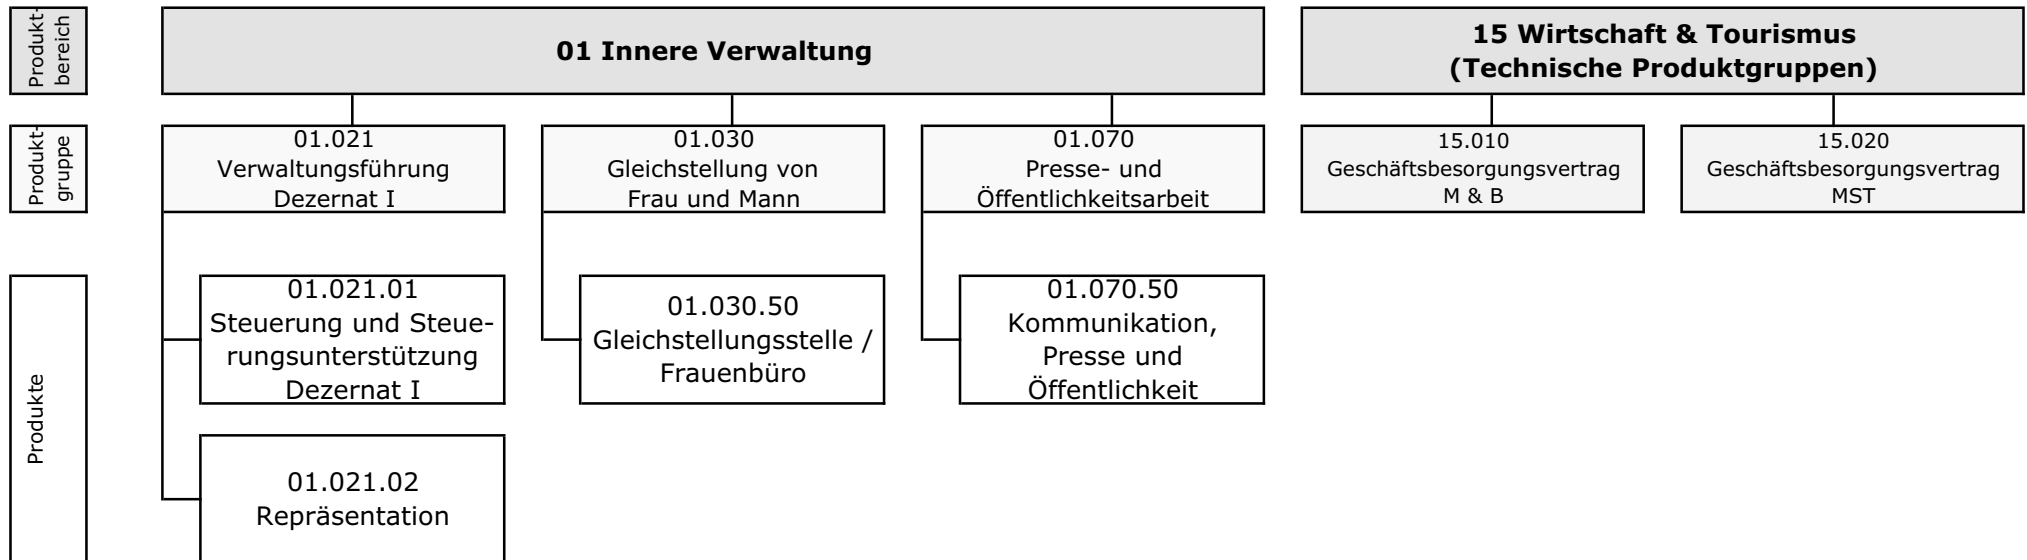 Produkt-
bereich
01 Innere Verwaltung
15 Wirtschaft & Tourismus
(Technische Produktgruppen)
Produkt-
gruppe
01.021
Verwaltungsführung
Dezernat I
01.030
Gleichstellung von
Frau und Mann
01.070
Presse- und
Öffentlichkeitsarbeit
15.010
Geschäftsbesorgungsvertrag
M & B
15.020
Geschäftsbesorgungsvertrag
MST
Produkte
01.021.01
Steuerung und Steue-
rungsunterstützung
Dezernat I
01.030.50
Gleichstellungsstelle /
Frauenbüro
01.070.50
Kommunikation,
Presse und
Öffentlichkeit
01.021.02
Repräsentation